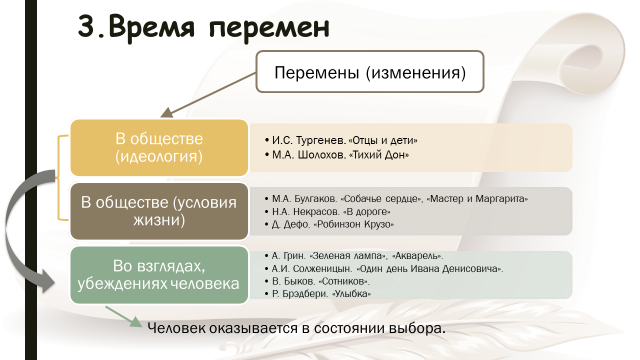 3.Время перемен
Перемены (изменения)
В обществе
(идеология)
• И.С. Тургенев. «Отцы и дети»
• М.А. Шолохов. «Тихий Дон»
В обществе (условия
жизни)
• М.А. Булгаков. «Собачье сердце», «Мастер и Маргарита»
• Н.А. Некрасов. «В дороге»
• Д. Дефо. «Робинзон Крузо»
Во взглядах,
убеждениях человека
• А. Грин. «Зеленая лампа», «Акварель».
• А.И. Солженицын. «Один день Ивана Денисовича».
• В. Быков. «Сотников».
• Р. Брэдбери. «Улыбка»
Человек оказывается в состоянии выбора.